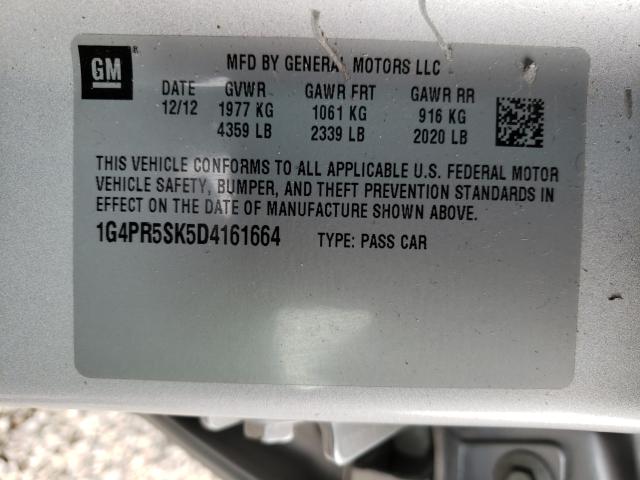 GM ®
MFD BY GENERAL MOTORS LLC
DATE GVWR GAWR FRT GAWR RR
12/12 1977 KG 1061 KG 916 KG
4359 LB 2339 LB 2020 LB
THIS VEHICLE CONFORMS TO ALL APPLICABLE U.S. FEDERAL MOTOR
VEHICLE SAFETY, BUMPER, AND THEFT PREVENTION STANDARDS IN
EFFECT ON THE DATE OF MANUFACTURE SHOWN ABOVE.
1G4PR5SK5D4161664 TYPE: PASS CAR